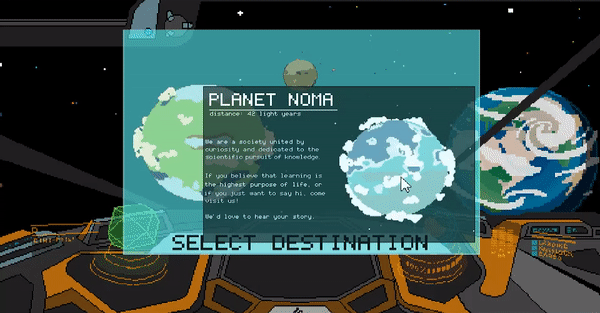 PLANET NOMA
distance: 42 light years
We are a society united by
curiosity and dedicated to the
scientific pursuit of knowledge.
If you believe that learning is
the highest purpose of life, or
if you just want to say hi, come
visit us!
We'd love to hear your story.
SELECT DESTINATION